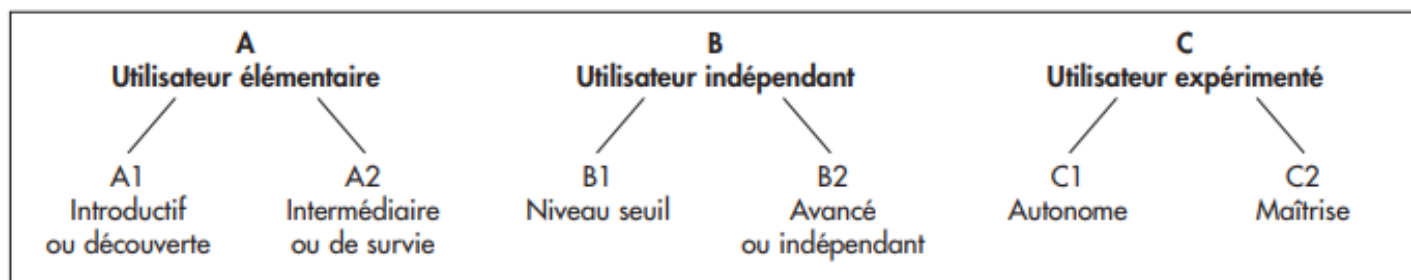 A
Utilisateur élémentaire
B
Utilisateur indépendant
C
Utilisateur expérimenté
A1
Introductif
ou découverte
A2
Intermédiaire
ou de survie
B1
Niveau seuil
B2
Avancé
ou indépendant
C1
Autonome
C2
Maîtrise